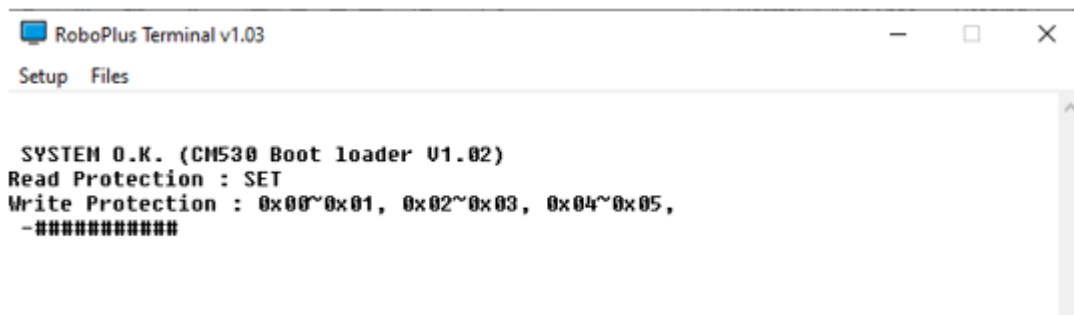 RoboPlus Terminal v1.03
Setup Files
SYSTEM O.K. (CM530 Boot loader V1.02)
Read Protection : SET
Write Protection : 0x00~0x01, 0x02~0x03, 0x04~0x05,
-###########